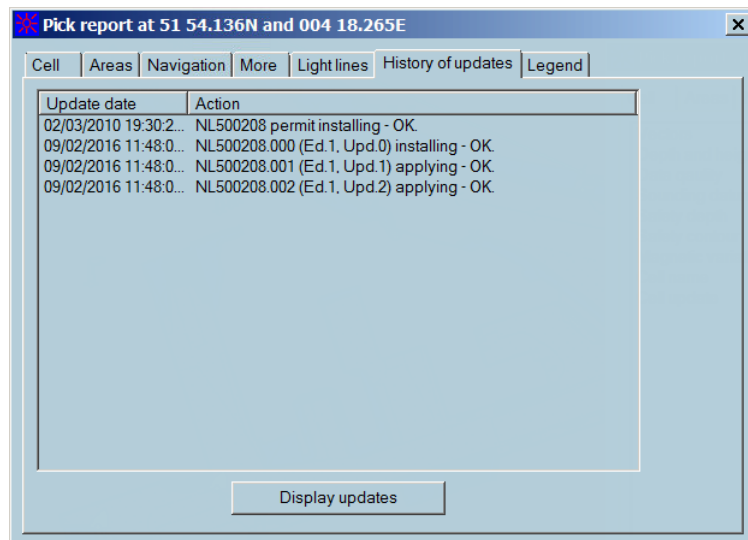 Pick report at 51 54.136N and 004 18.265E
Cell Areas Navigation More Light lines History of updates Legend
Update date Action
02/03/2010 19:30:2... NL500208 permit installing - OK.
09/02/2016 11:48:0... NL500208.000 (Ed.1, Upd.0) installing - OK.
09/02/2016 11:48:0... NL500208.001 (Ed.1, Upd.1) applying - OK.
09/02/2016 11:48:0... NL500208.002 (Ed.1, Upd.2) applying - OK.
Display updates